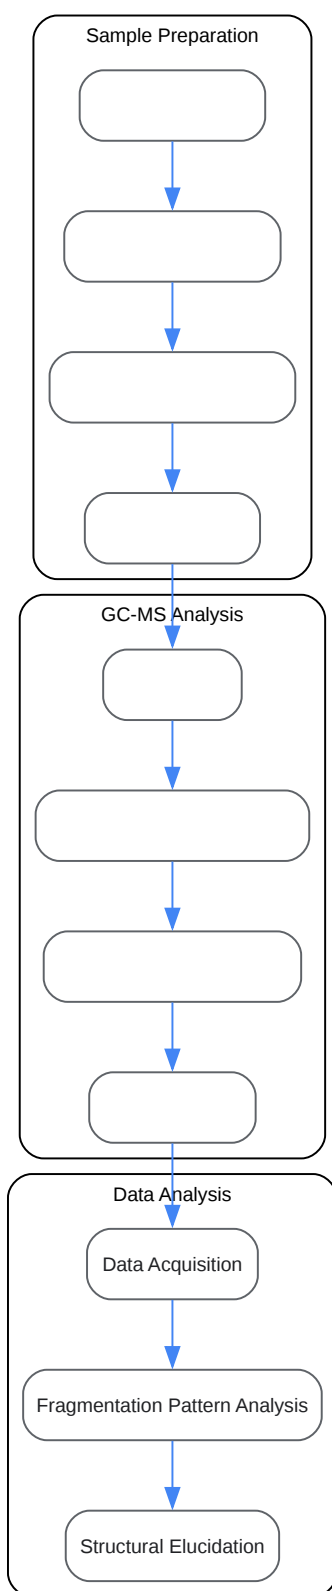 Sample Preparation
GC-MS Analysis
Data Analysis
Data Acquisition
Fragmentation Pattern Analysis
Structural Elucidation